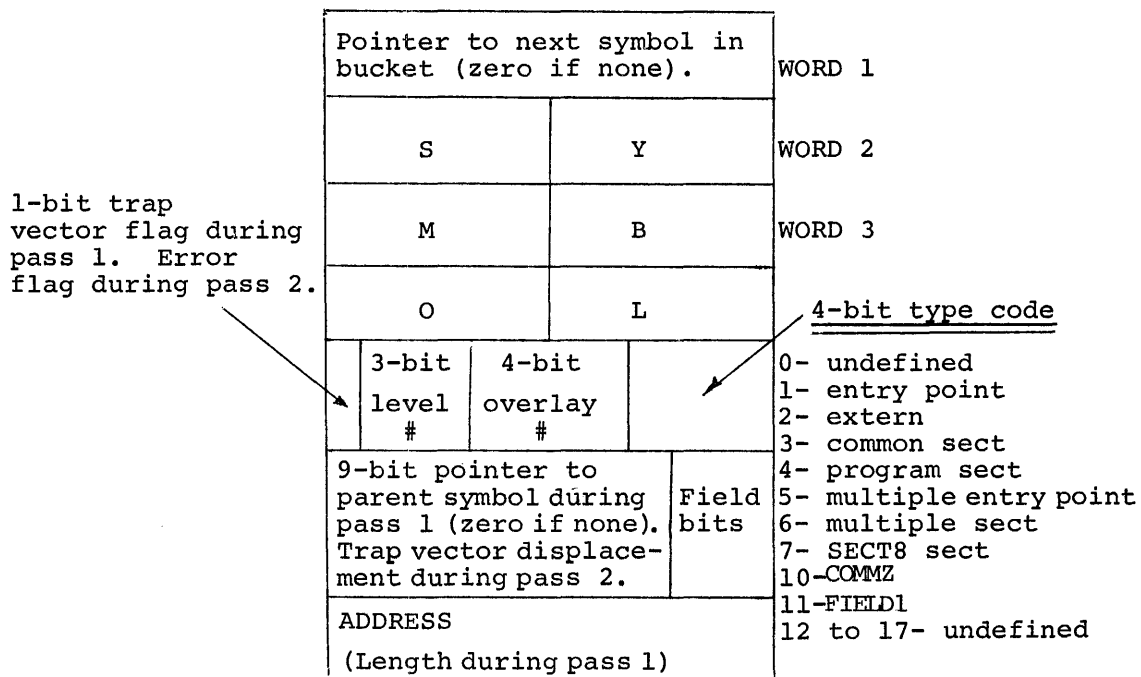 Pointer to next symbol in
bucket (zero if none).
WORD 1
S Y
WORD 2
1-bit trap
vector flag during
pass 1. Error
flag during pass 2.
M B
WORD 3
O L
4-bit type code
3-bit
level
#
4-bit
overlay
#
0- undefined
1- entry point
2- extern
3- common sect
4- program sect
5- multiple entry point
6- multiple sect
7- SECT8 sect
10-COMMZ
11-FIELD1
12 to 17- undefined
9-bit pointer to
parent symbol during
pass 1 (zero if none).
Trap vector displace-
ment during pass 2.
Field
bits
ADDRESS
(Length during pass 1)